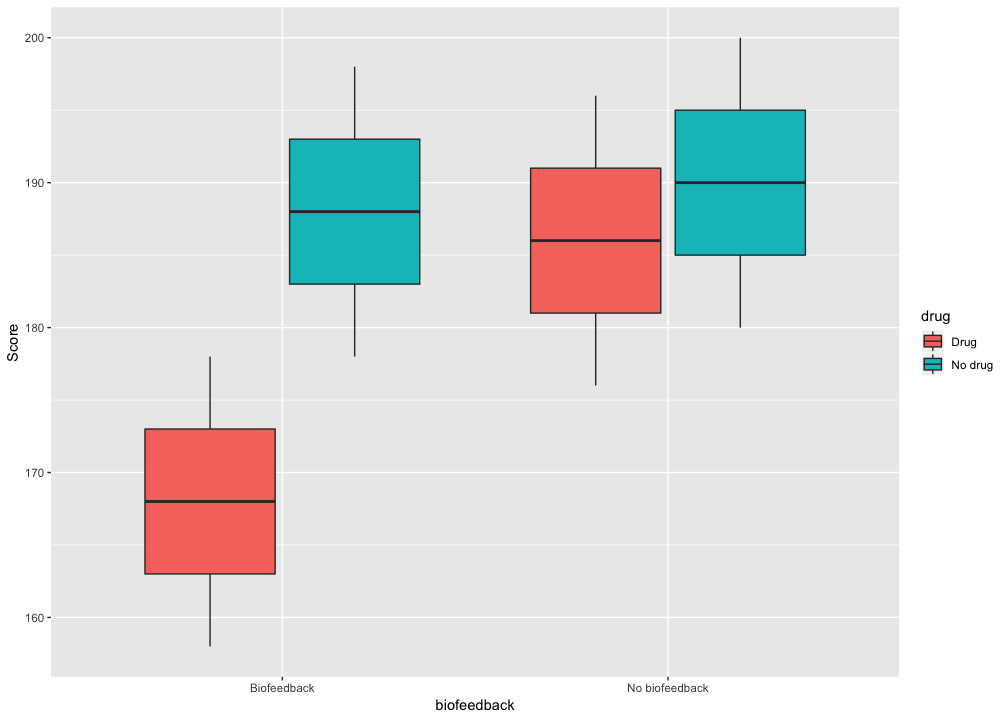 200
190
180
170
160
Score
Biofeedback
No biofeedback
biofeedback
drug
Drug
No drug